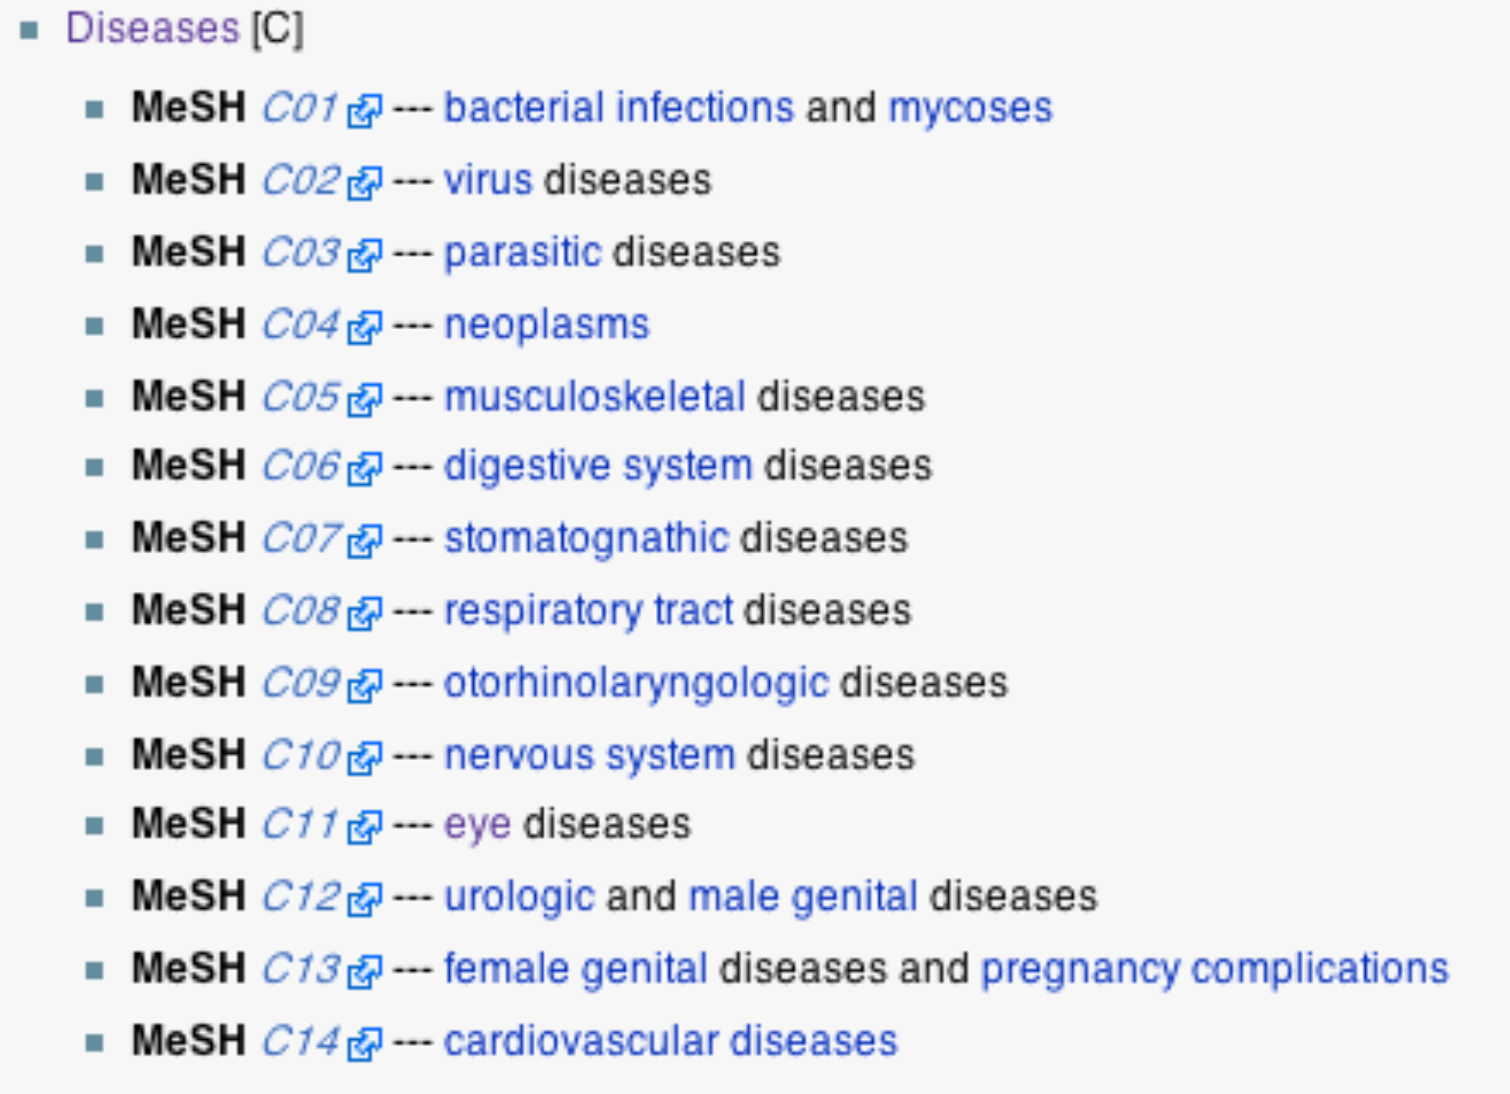 Diseases [C]
MeSH C01 --- bacterial infections and mycoses
MeSH C02 --- virus diseases
MeSH C03 --- parasitic diseases
MeSH C04 --- neoplasms
MeSH C05 --- musculoskeletal diseases
MeSH C06 --- digestive system diseases
MeSH C07 --- stomatognathic diseases
MeSH C08 --- respiratory tract diseases
MeSH C09 --- otorhinolaryngologic diseases
MeSH C10 --- nervous system diseases
MeSH C11 --- eye diseases
MeSH C12 --- urologic and male genital diseases
MeSH C13 --- female genital diseases and pregnancy complications
MeSH C14 --- cardiovascular diseases